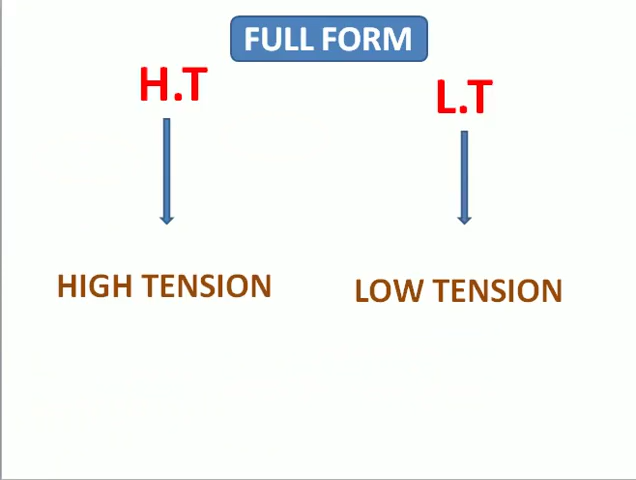 FULL FORM
H.T
L.T
HIGH TENSION
LOW TENSION